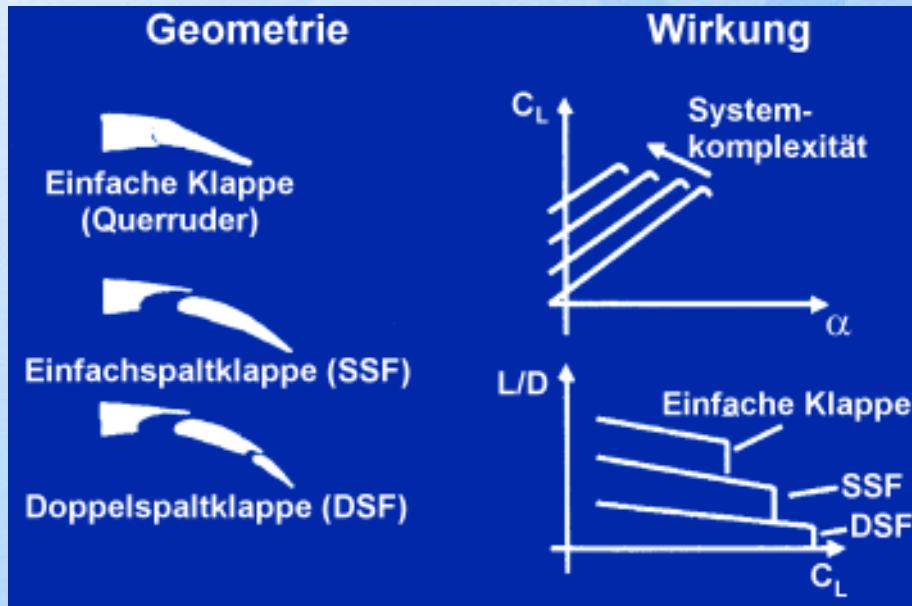 Geometrie
Einfache Klappe
(Querruder)
Einfachspaltklappe (SSF)
Doppelspaltklappe (DSF)
Wirkung
C_L
System-
komplexität
α
L/D
Einfache Klappe
SSF
DSF
C_L